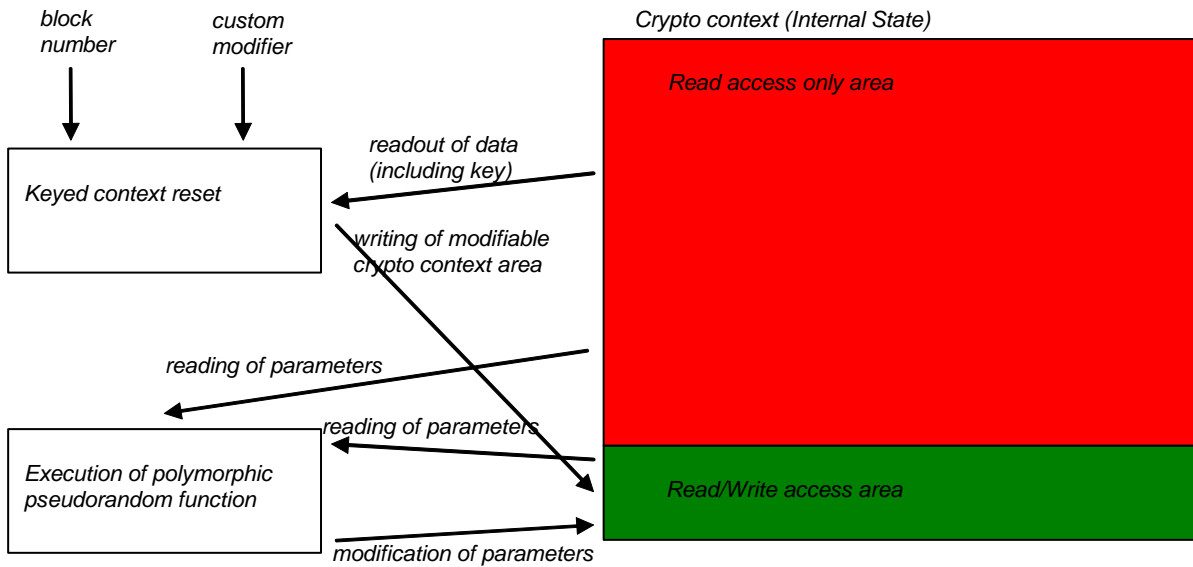 block
number
custom
modifier
Crypto context (Internal State)
Read access only area
readout of data
(including key)
Keyed context reset
writing of modifiable
crypto context area
reading of parameters
reading of parameters
Execution of polymorphic
pseudorandom function
Read/Write access area
modification of parameters